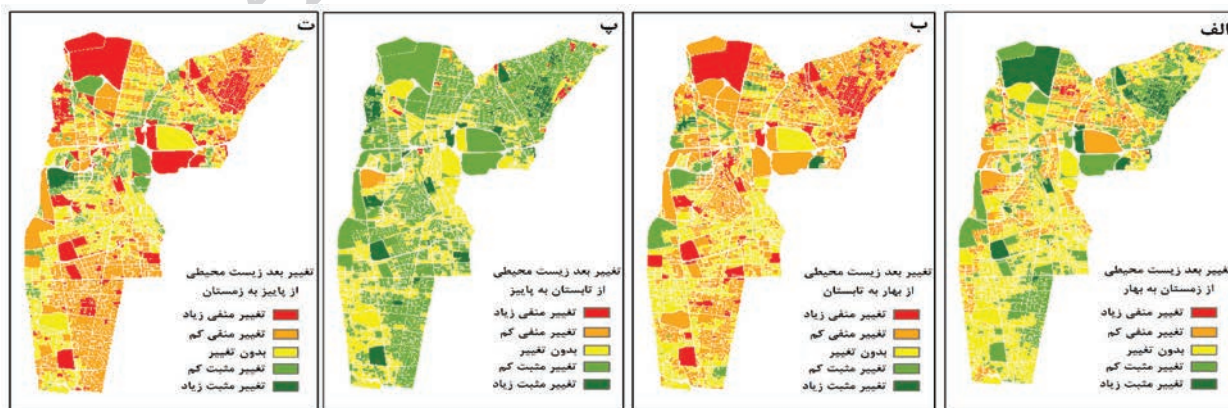 الف
تغییر بعد زیست محیطی
از زمستان به بهار
تغییر منفی زیاد
تغییر منفی کم
بدون تغییر
تغییر مثبت کم
تغییر مثبت زیاد
ب
تغییر بعد زیست محیطی
از بهار به تابستان
تغییر منفی زیاد
تغییر منفی کم
بدون تغییر
تغییر مثبت کم
تغییر مثبت زیاد
پ
تغییر بعد زیست محیطی
از تابستان به پاییز
تغییر منفی زیاد
تغییر منفی کم
بدون تغییر
تغییر مثبت کم
تغییر مثبت زیاد
ت
تغییر بعد زیست محیطی
از پاییز به زمستان
تغییر منفی زیاد
تغییر منفی کم
بدون تغییر
تغییر مثبت کم
تغییر مثبت زیاد